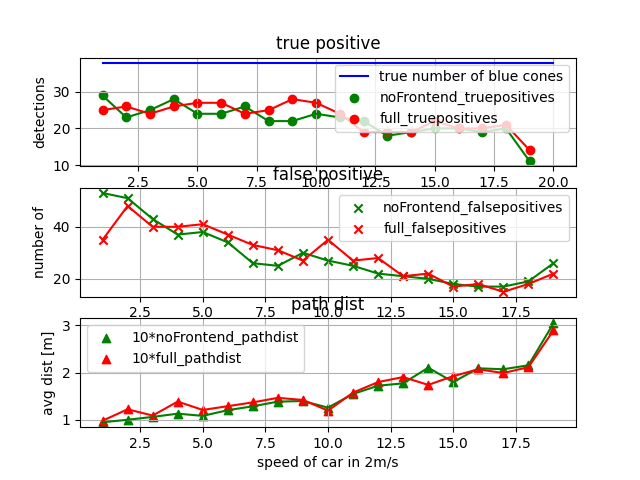 true positive
detections
30
20
10
true number of blue cones
noFrontend_truepositives
full_truepositives
2.5 5.0 7.5 10.0 12.5 15.0 17.5 20.0
false positive
number of
40
20
noFrontend_falsepositives
full_falsepositives
2.5 5.0 7.5 10.0 12.5 15.0 17.5
path dist
avg dist [m]
3
2
1
10*noFrontend_pathdist
10*full_pathdist
2.5 5.0 7.5 10.0 12.5 15.0 17.5
speed of car in 2m/s